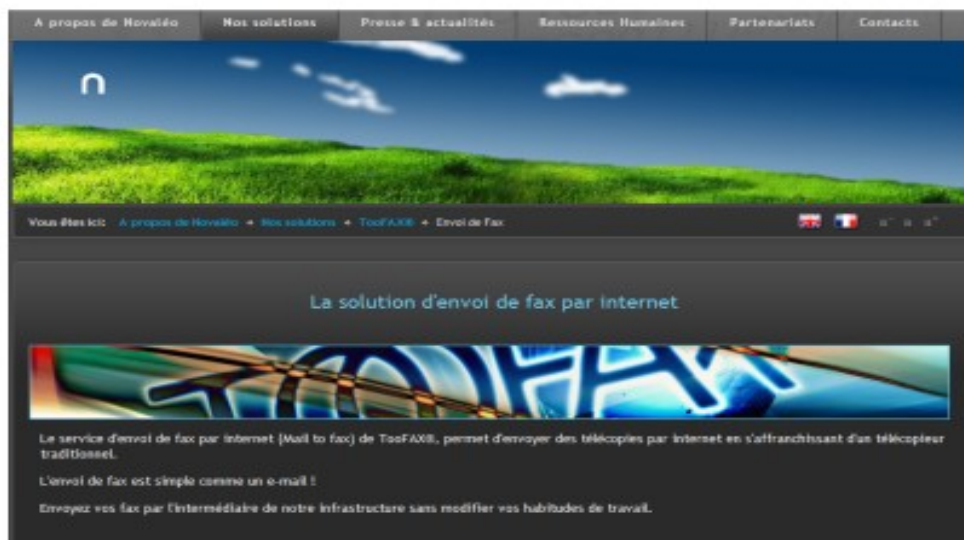 A propos de Novaléo Nos solutions Presse & actualités Ressources Humaines Partenariats Contacts
n
Vous êtes ici: A propos de Novaléo Nos solutions TooFAX® Envoi de Fax
La solution d'envoi de fax par internet
TOOFAX
Le service d'envoi de fax par internet (Mail to fax) de TooFAX®, permet d'envoyer des télécopies par internet en s'affranchissant d'un télécopieur
traditionnel.
L'envoi de fax est simple comme un e-mail !
Envoyez vos fax par l'intermédiaire de notre infrastructure sans modifier vos habitudes de travail.